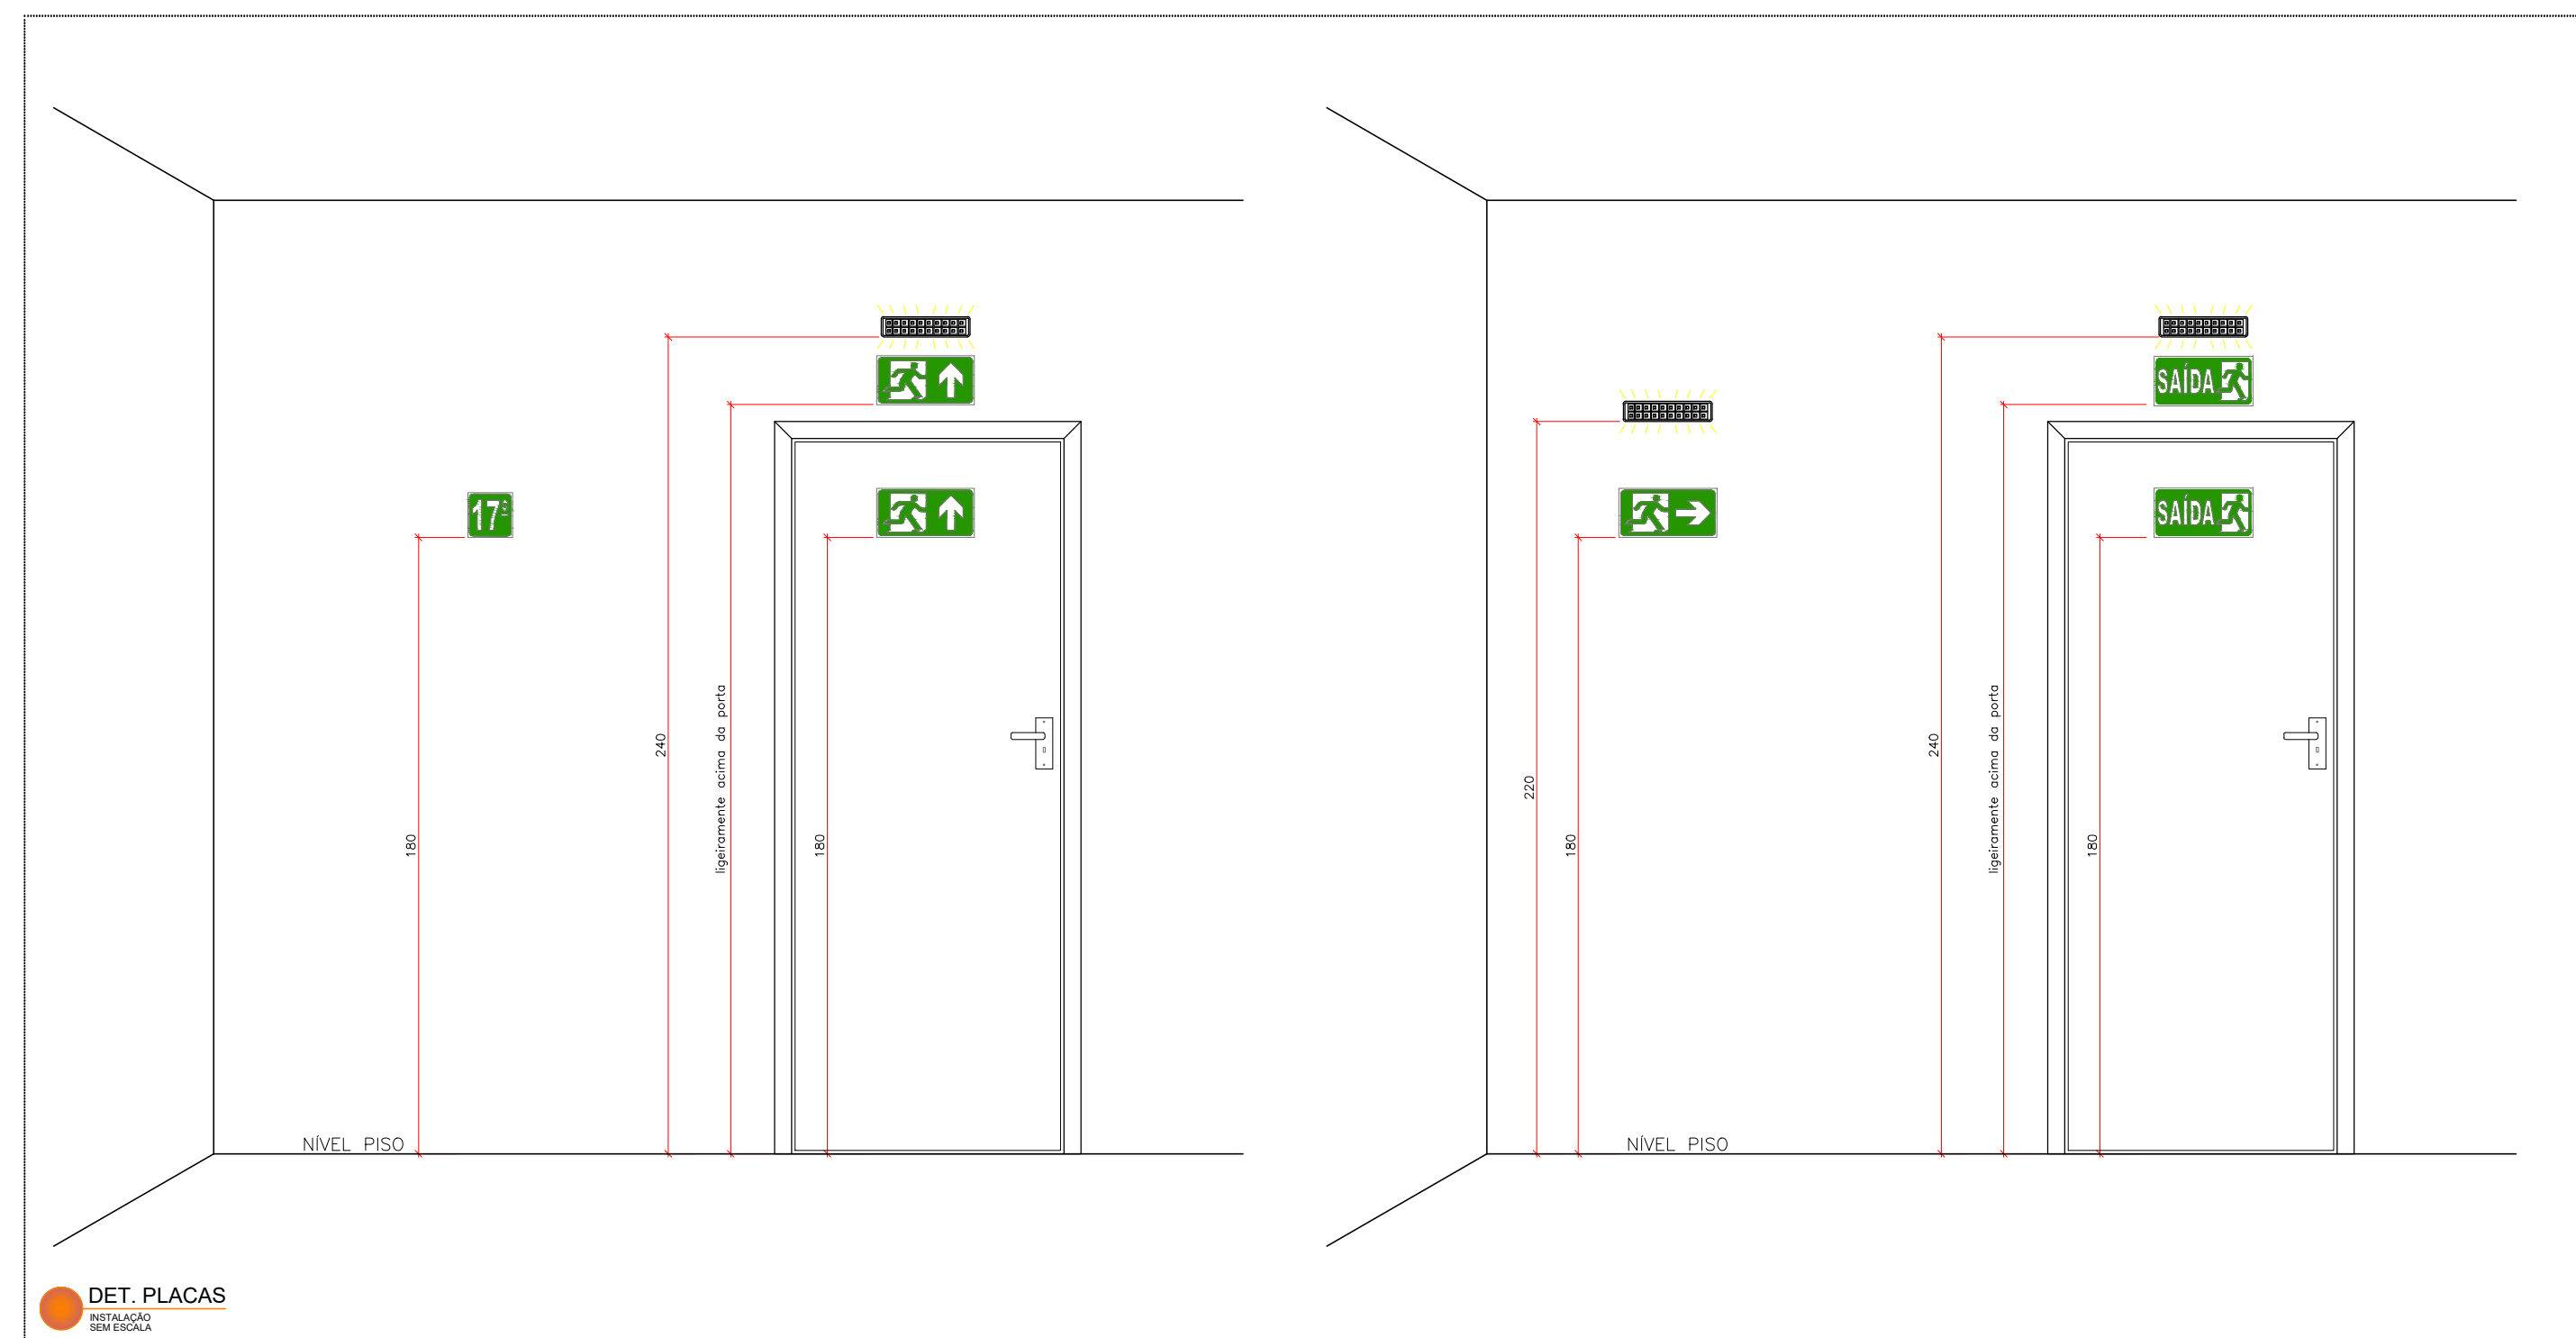 17º
240
ligeiramente acima da porta
180
180
NÍVEL PISO
SAÍDA
SAÍDA
240
ligeiramente acima da porta
220
180
180
NÍVEL PISO
DET. PLACAS
INSTALAÇÃO
SEM ESCALA